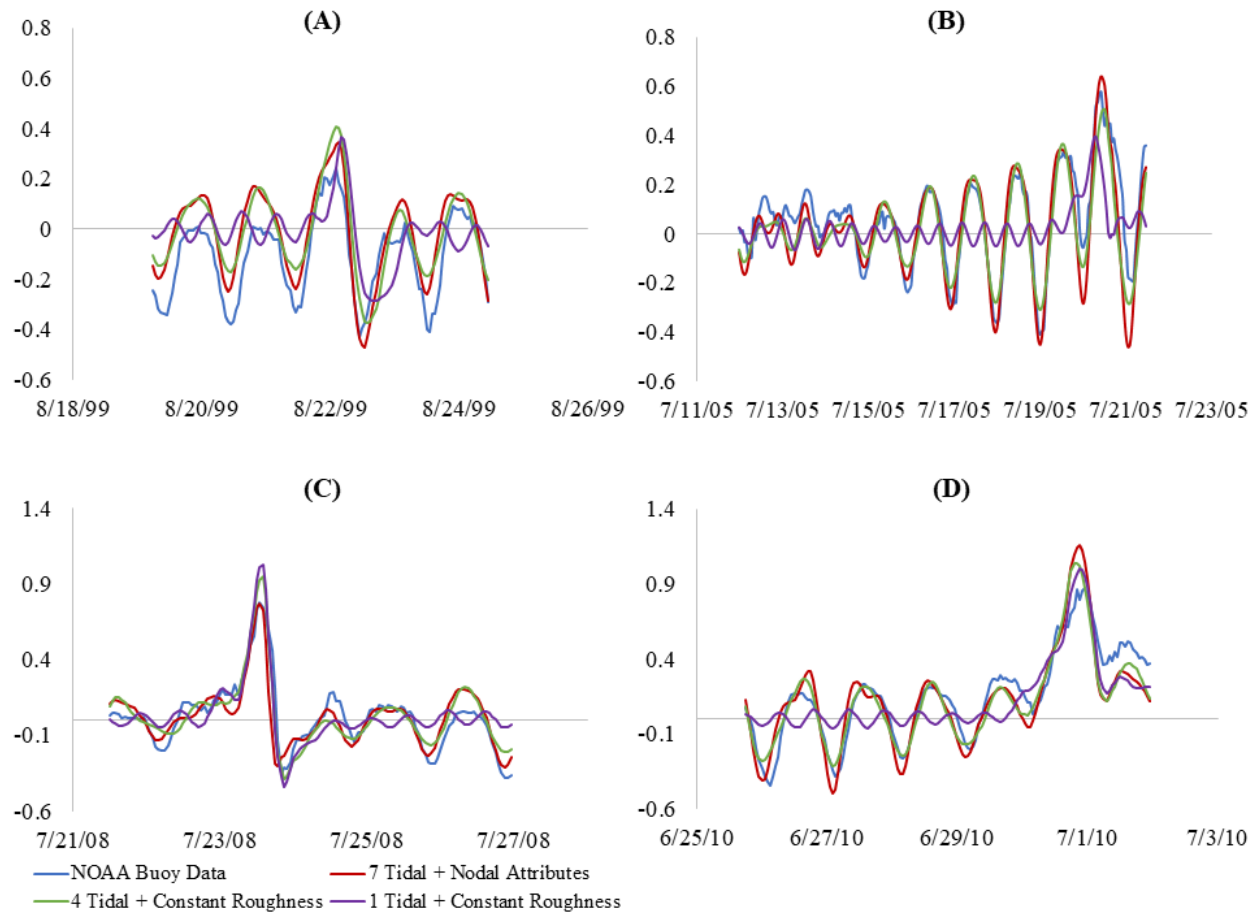 (A)
0.8
0.6
0.4
0.2
0
-0.2
-0.4
-0.6
8/18/99 8/20/99 8/22/99 8/24/99 8/26/99
(B)
0.8
0.6
0.4
0.2
0
-0.2
-0.4
-0.6
7/11/05 7/13/05 7/15/05 7/17/05 7/19/05 7/21/05 7/23/05
(C)
1.4
0.9
0.4
-0.1
-0.6
7/21/08 7/23/08 7/25/08 7/27/08
(D)
1.4
0.9
0.4
-0.1
-0.6
6/25/10 6/27/10 6/29/10 7/1/10 7/3/10
NOAA Buoy Data 7 Tidal + Nodal Attributes
4 Tidal + Constant Roughness 1 Tidal + Constant Roughness